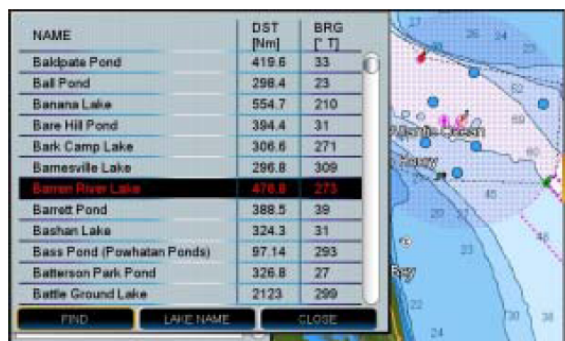 NAME DST [Nm] BRG [° T]
Baldpate Pond 419.6 33
Ball Pond 298.4 23
Banana Lake 554.7 210
Bare Hill Pond 394.4 31
Bark Camp Lake 306.6 271
Barnesville Lake 296.8 309
Barren River Lake 476.8 273
Barrett Pond 388.5 39
Bashan Lake 324.3 31
Bass Pond (Powhatan Ponds) 97.14 293
Batterson Park Pond 326.8 27
Battle Ground Lake 2123 299
FIND LAKE NAME CLOSE
Atlantic Ocean
Bay